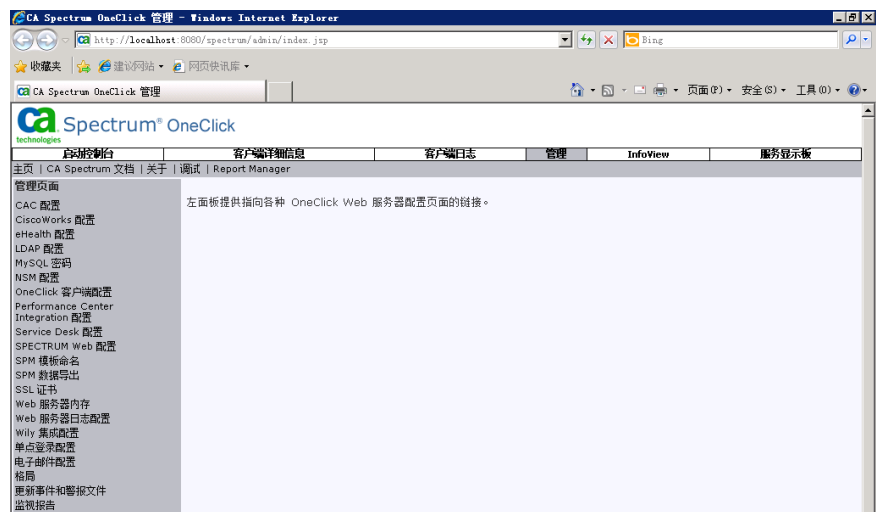 CA Spectrum OneClick 管理 - Windows Internet Explorer
http://localhost:8080/spectrum/admin/index.jsp
Bing
收藏夹
建议网站
网页快讯库
CA Spectrum OneClick 管理
页面(P)
安全(S)
工具(O)
ca
technologies
Spectrum® OneClick
启动控制台
客户端详细信息
客户端日志
管理
InfoView
服务显示板
主页 | CA Spectrum 文档 | 关于 | 调试 | Report Manager
管理页面
左面板提供指向各种 OneClick Web 服务器配置页面的链接。
CAC 配置
CiscoWorks 配置
eHealth 配置
LDAP 配置
MySQL 密码
NSM 配置
OneClick 客户端配置
Performance Center
Integration 配置
Service Desk 配置
SPECTRUM Web 配置
SPM 模板命名
SPM 数据导出
SSL 证书
Web 服务器内存
Web 服务器日志配置
Wily 集成配置
单点登录配置
电子邮件配置
格局
更新事件和警报文件
监视报告